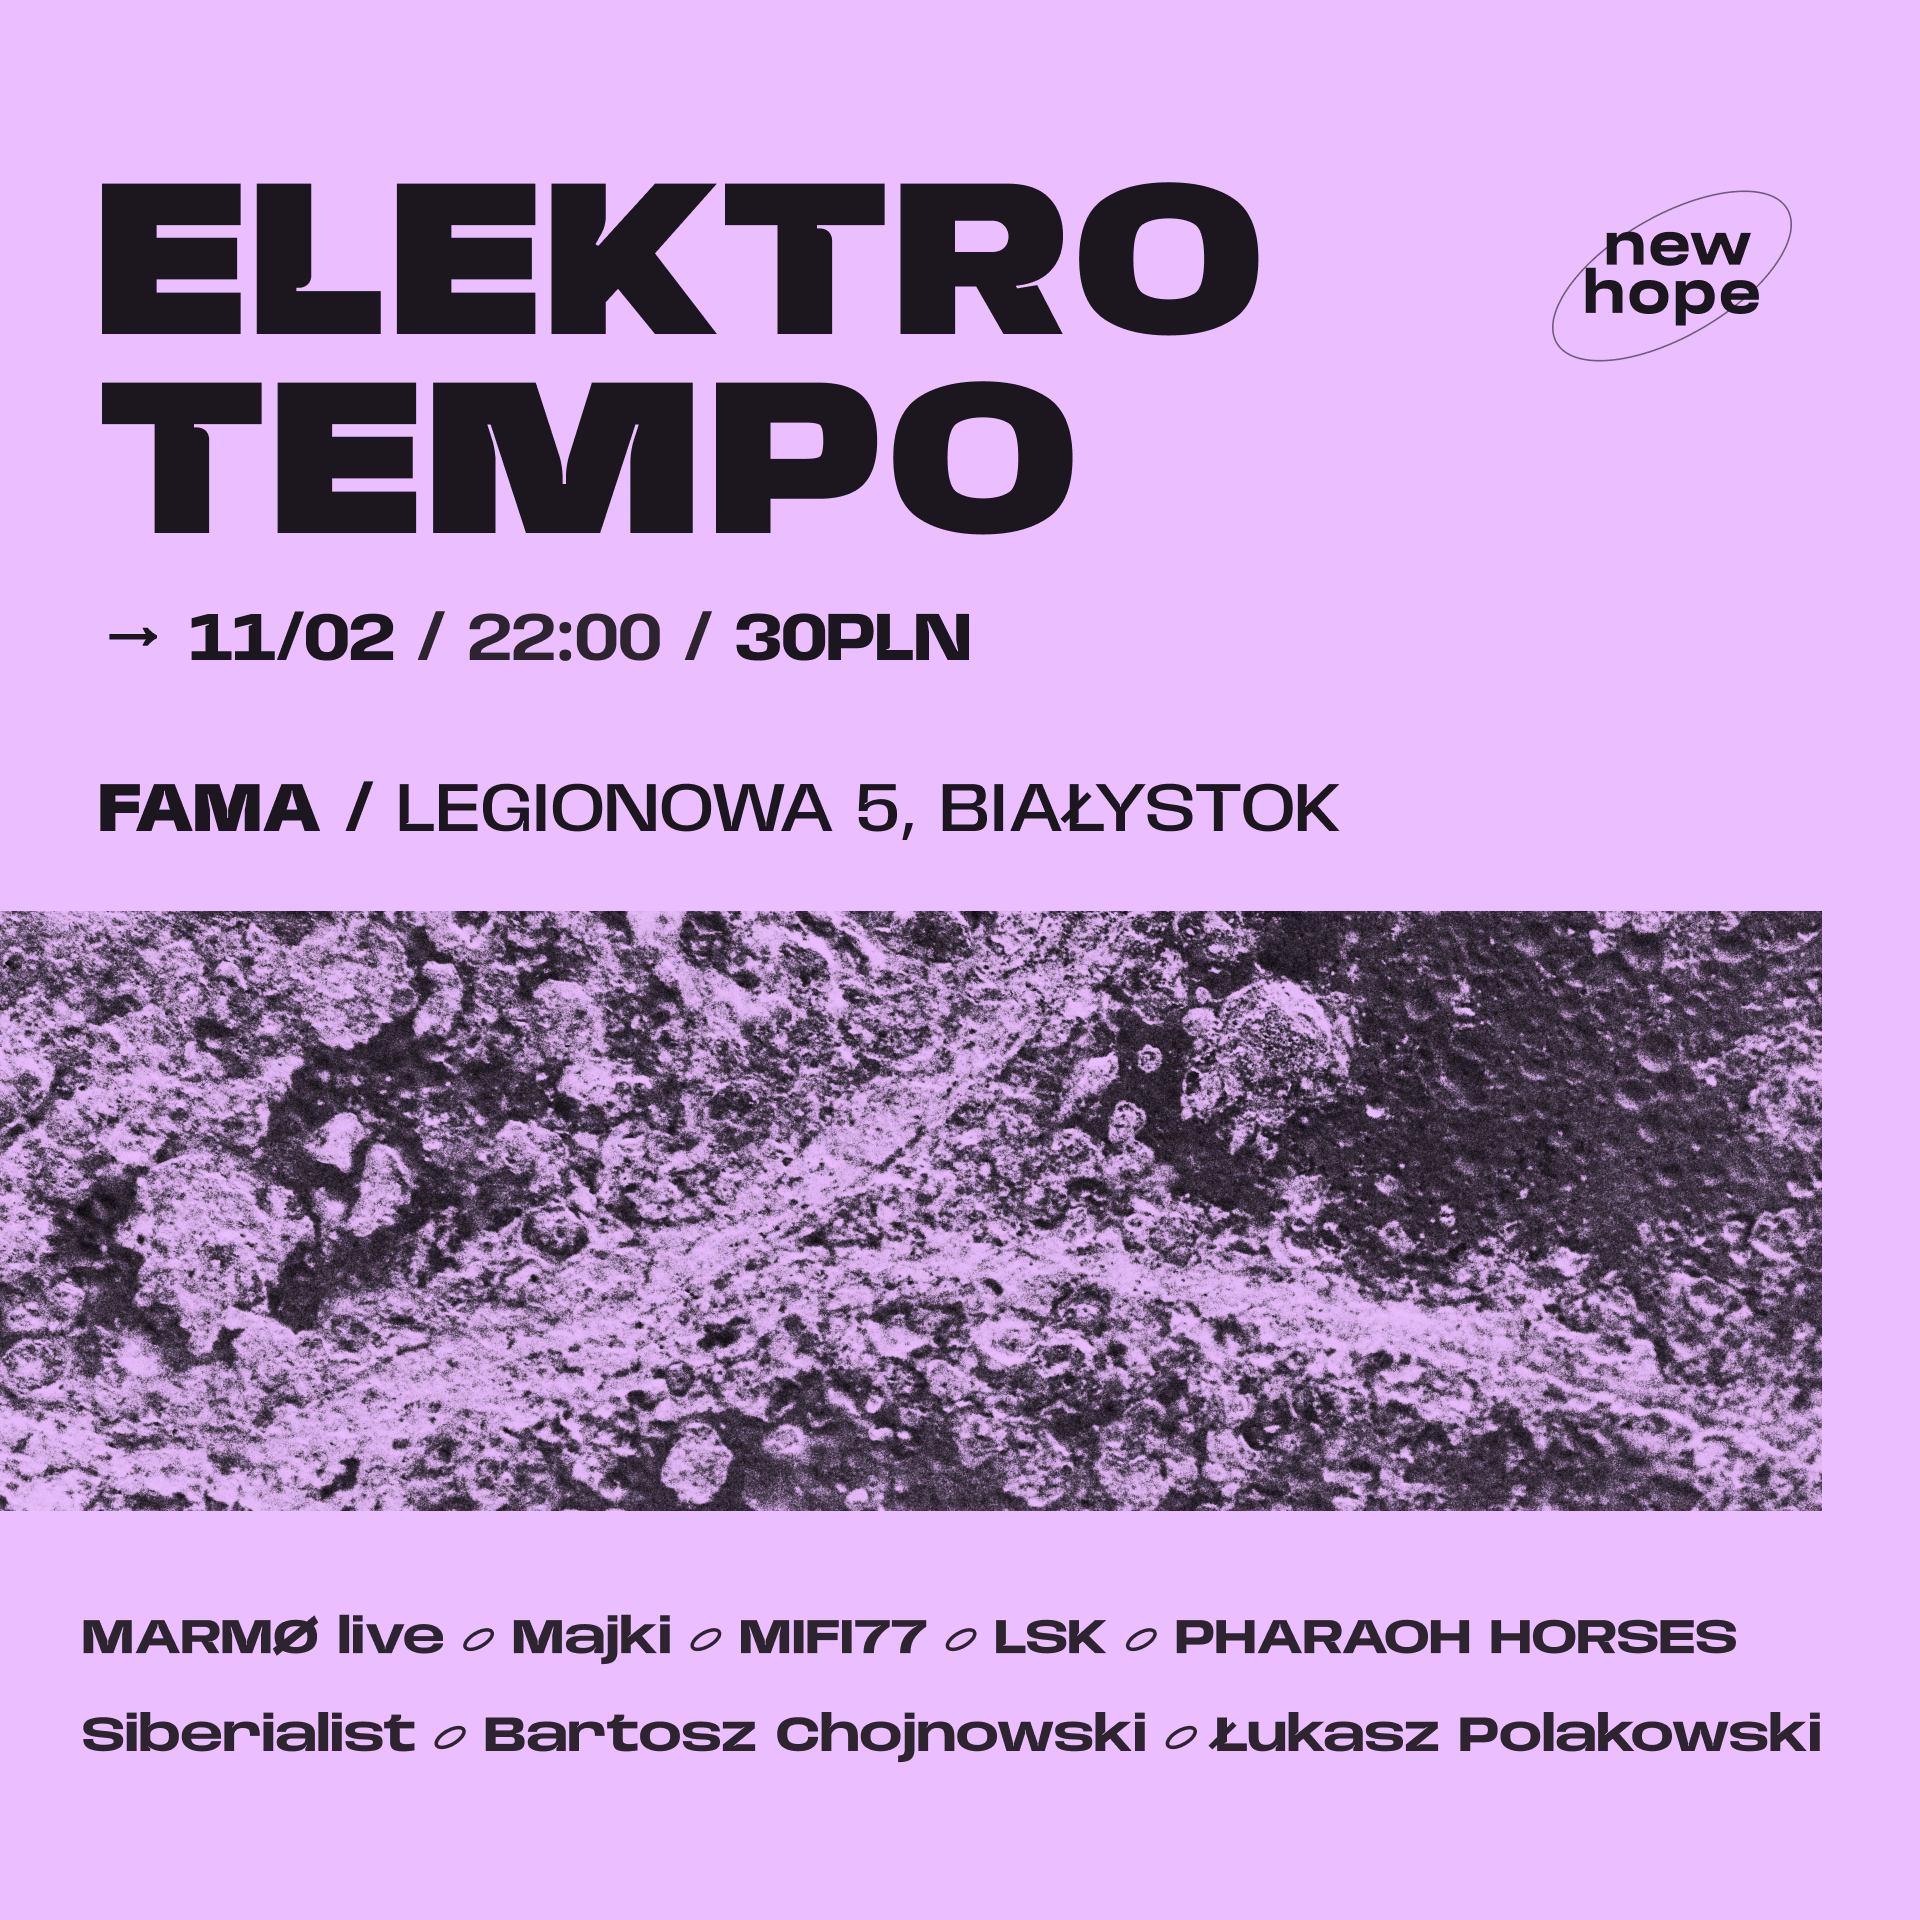 ELEKTRO
TEMPO
new
hope
→ 11/02 / 22:00 / 30PLN
FAMA / LEGIONOWA 5, BIAŁYSTOK
MARMØ live Majki MIFI77 LSK PHARAOH HORSES
Siberialist Bartosz Chojnowski Łukasz Polakowski